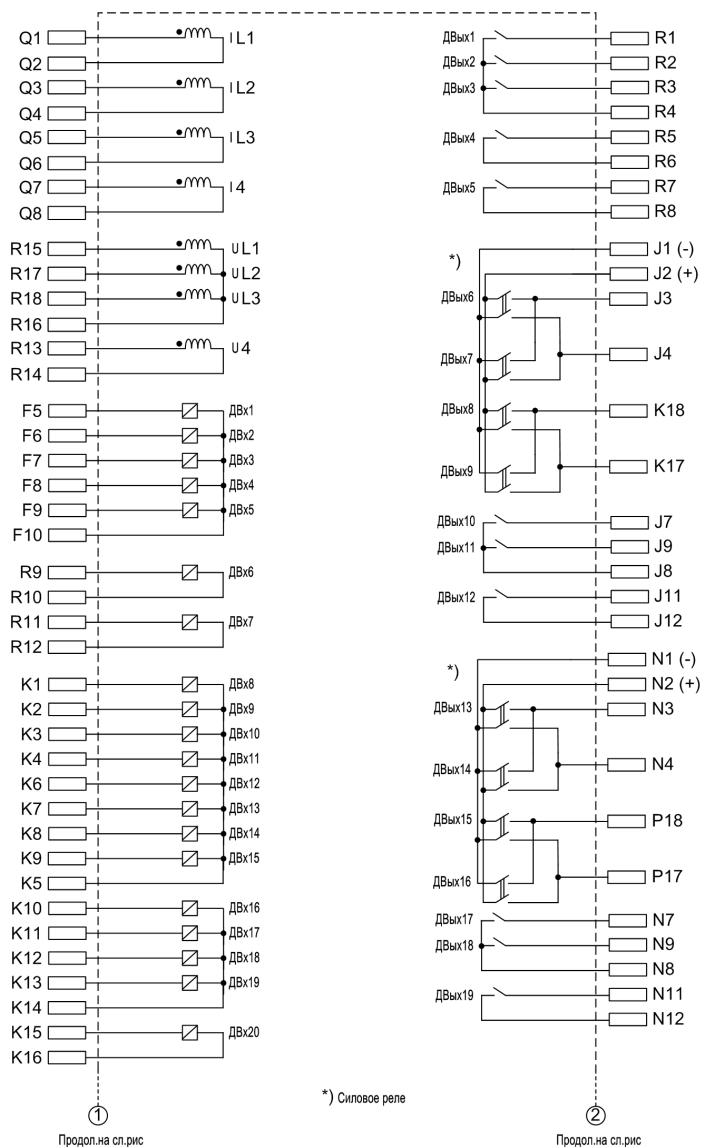 Q1 IL1
Q2
Q3 IL2
Q4
Q5 IL3
Q6
Q7 I4
Q8
R15 UL1
R17 UL2
R18 UL3
R16
R13 U4
R14
F5 ДВх1
F6 ДВх2
F7 ДВх3
F8 ДВх4
F9 ДВх5
F10
R9 ДВх6
R10
R11 ДВх7
R12
K1 ДВх8
K2 ДВх9
K3 ДВх10
K4 ДВх11
K6 ДВх12
K7 ДВх13
K8 ДВх14
K9 ДВх15
K5
K10 ДВх16
K11 ДВх17
K12 ДВх18
K13 ДВх19
K14
K15 ДВх20
K16
ДВых1 R1
ДВых2 R2
ДВых3 R3
R4
ДВых4 R5
R6
ДВых5 R7
R8
J1 (-)
*)
J2 (+)
ДВых6 J3
ДВых7 J4
ДВых8 K18
ДВых9 K17
ДВых10 J7
ДВых11 J9
J8
ДВых12 J11
J12
N1 (-)
*)
N2 (+)
ДВых13 N3
ДВых14 N4
ДВых15 P18
ДВых16 P17
ДВых17 N7
ДВых18 N9
N8
ДВых19 N11
N12
*) Силовое реле
1
Продол.на сл.рис
2
Продол.на сл.рис